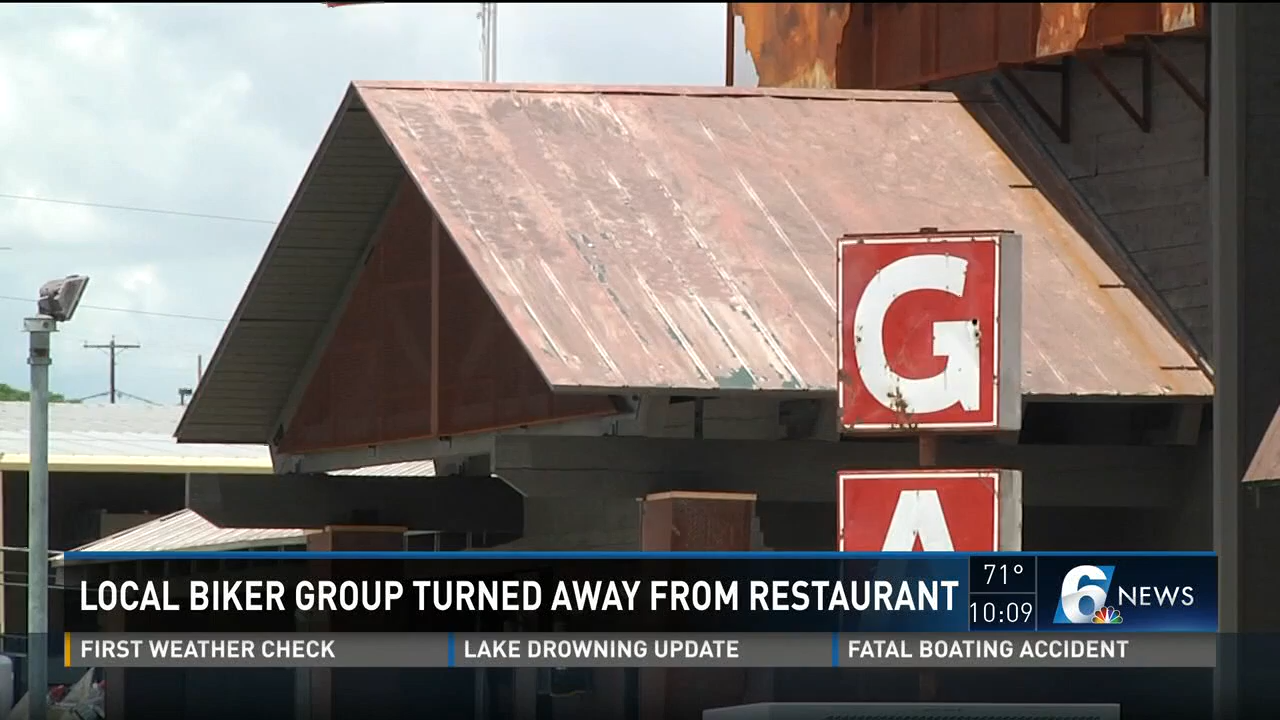 G
A
LOCAL BIKER GROUP TURNED AWAY FROM RESTAURANT
71°
10:09
6 NEWS
FIRST WEATHER CHECK
LAKE DROWNING UPDATE
FATAL BOATING ACCIDENT